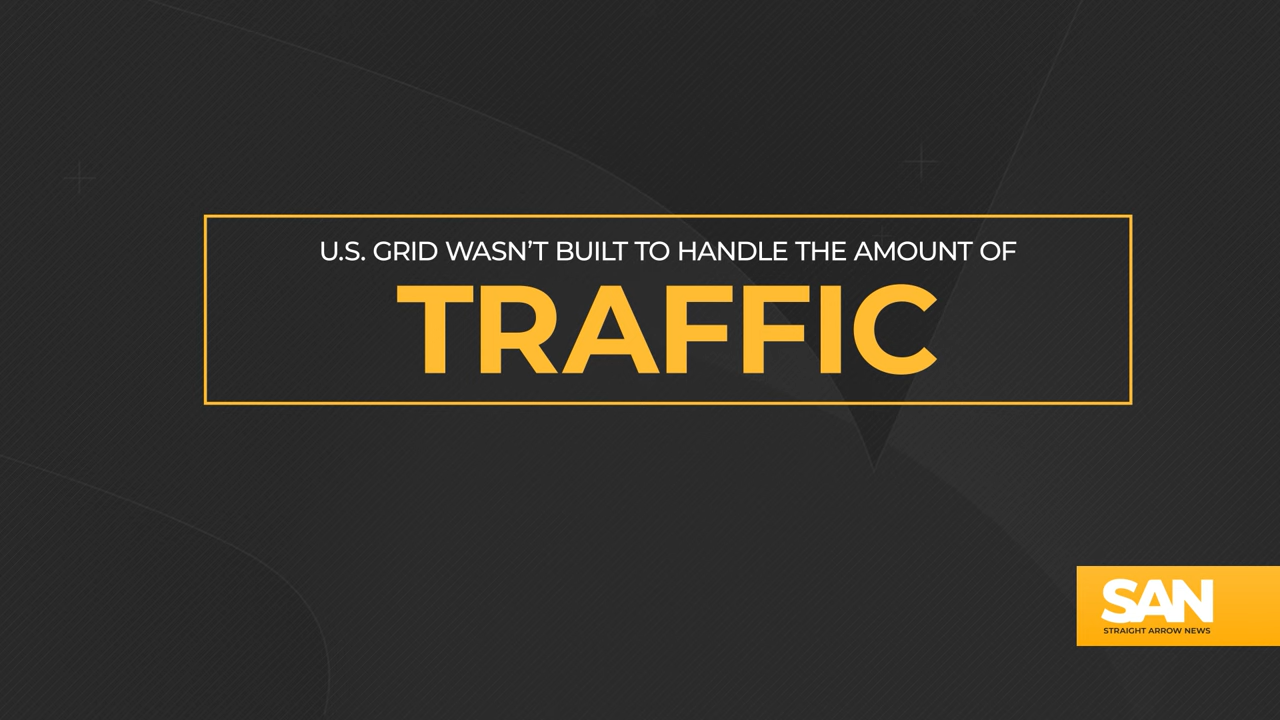 U.S. GRID WASN'T BUILT TO HANDLE THE AMOUNT OF
TRAFFIC
SAN
STRAIGHT ARROW NEWS